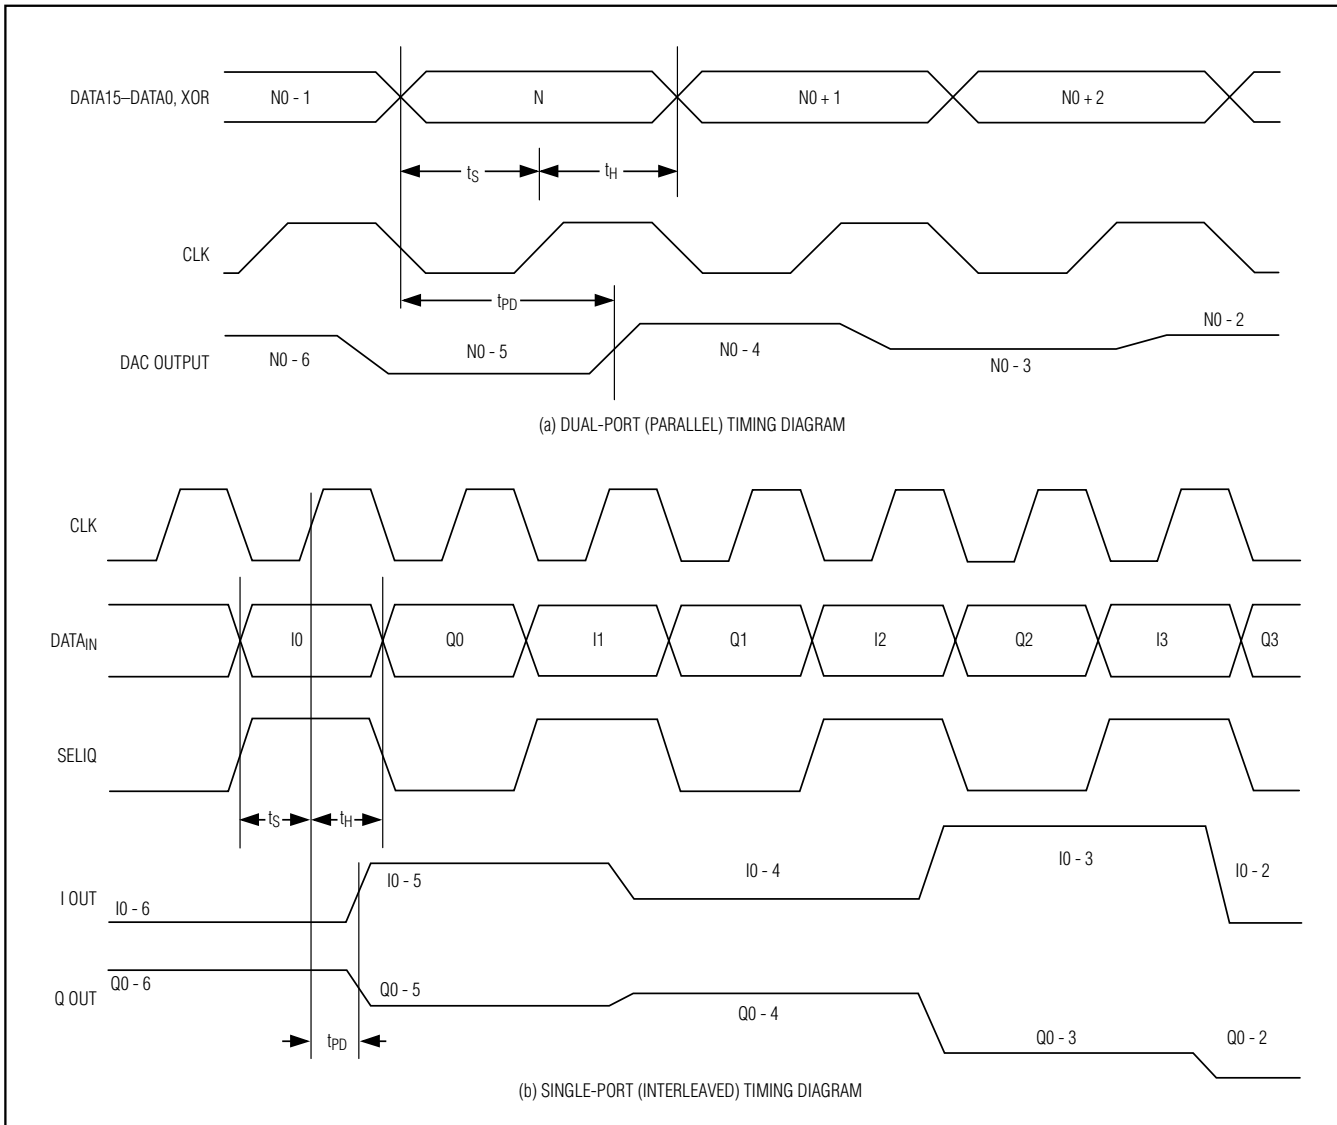 DATA15–DATA0, XOR N0 - 1 N N0 + 1 N0 + 2
tS tH
CLK
tPD
DAC OUTPUT N0 - 6 N0 - 5 N0 - 4 N0 - 3 N0 - 2
(a) DUAL-PORT (PARALLEL) TIMING DIAGRAM
CLK
DATAIN I0 Q0 I1 Q1 I2 Q2 I3 Q3
SELIQ
tS tH
I OUT I0 - 6 I0 - 5 I0 - 4 I0 - 3 I0 - 2
Q OUT Q0 - 6 Q0 - 5 Q0 - 4 Q0 - 3 Q0 - 2
tPD
(b) SINGLE-PORT (INTERLEAVED) TIMING DIAGRAM